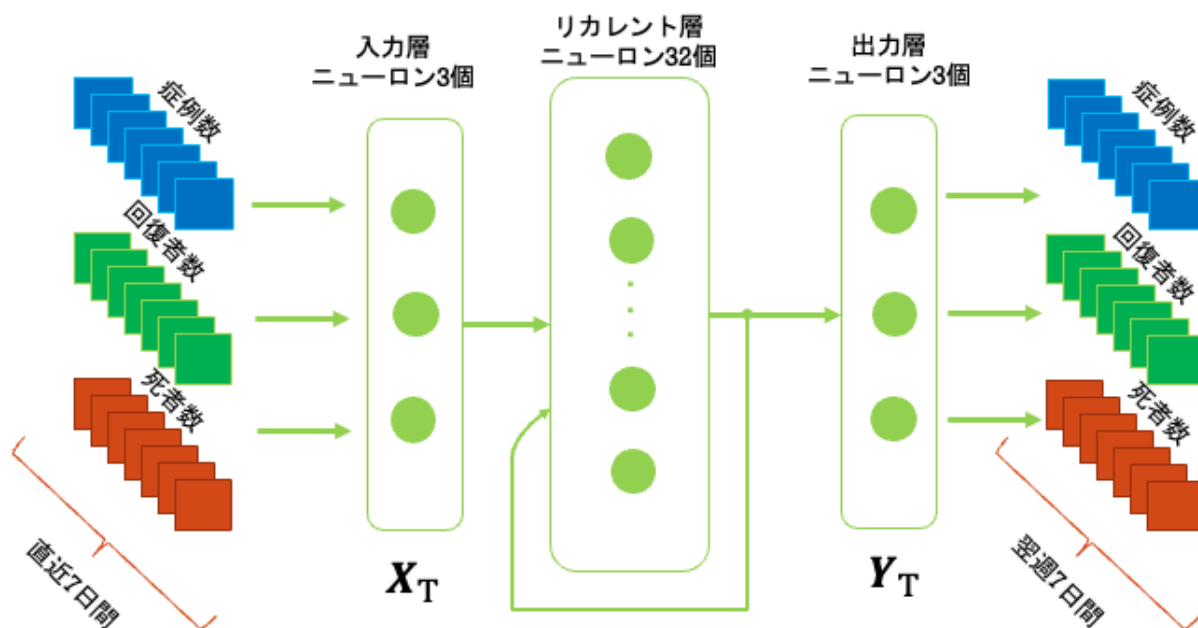 入力層
ニューロン3個
リカレント層
ニューロン32個
出力層
ニューロン3個
症例数
回復者数
死者数
直近7日間
X_T
Y_T
症例数
回復者数
死者数
翌週7日間